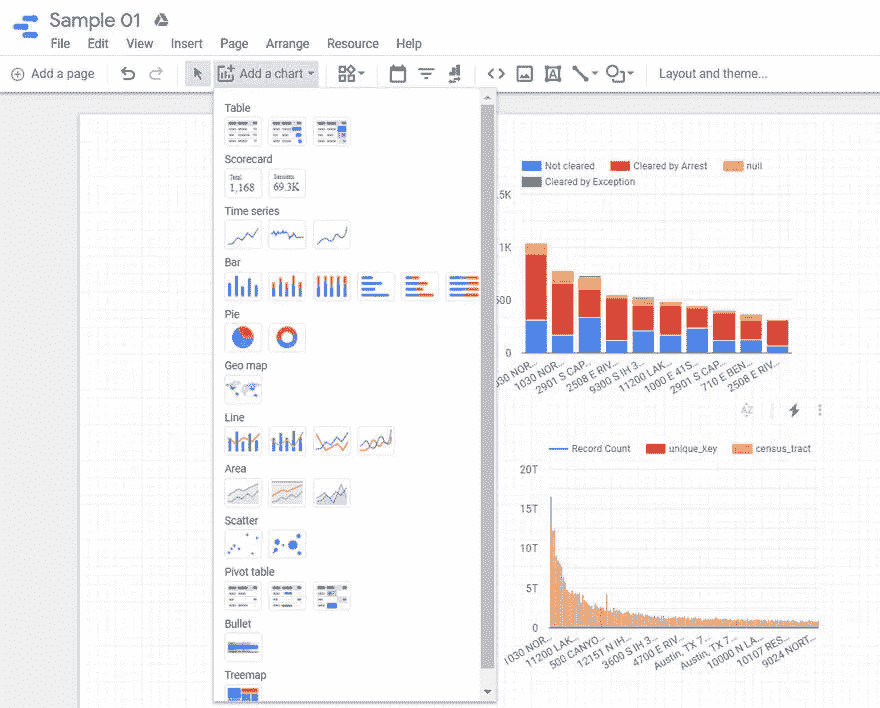 Sample 01
File Edit View Insert Page Arrange Resource Help
Add a page Add a chart Layout and theme...
Table
Scorecard
Total
1,168
Sessions
69.3K
Time series
Bar
Pie
Geo map
Line
Area
Scatter
Pivot table
Bullet
Treemap
Not cleared Cleared by Arrest null
Cleared by Exception
.5K
1K
500
0
030 NOR... 1030 NOR... 2901 S CAP... 2508 E RIV... 9300 S IH 3... 11200 LAK... 1000 E 41S... 2901 S CAP... 710 E BEN... 2508 E RIV...
AZ
Record Count unique_key census_tract
20T
15T
10T
5T
0
1030 NOR... 11200 LAK... 500 CANYO... 12151 N IH... 3600 S IH 3... 4700 E RIV... Austin, TX 7... Austin, TX 7... 10000 N LA... 10107 RES... 9024 NORT...